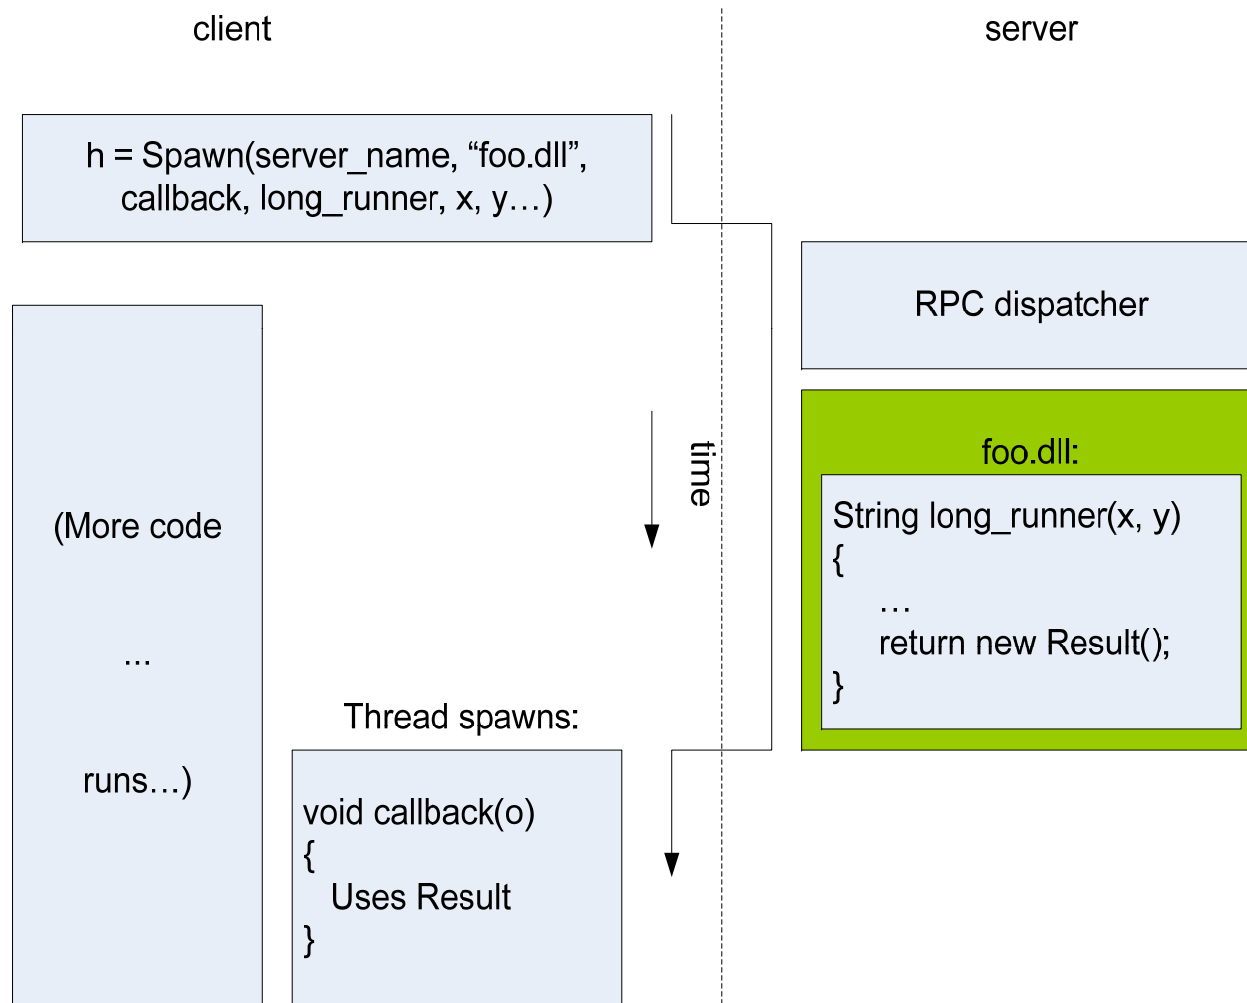 client
server
h = Spawn(server_name, “foo.dll”,
callback, long_runner, x, y…)
RPC dispatcher
time
foo.dll:
String long_runner(x, y)
{
…
return new Result();
}
(More code
...
runs…)
Thread spawns:
void callback(o)
{
Uses Result
}